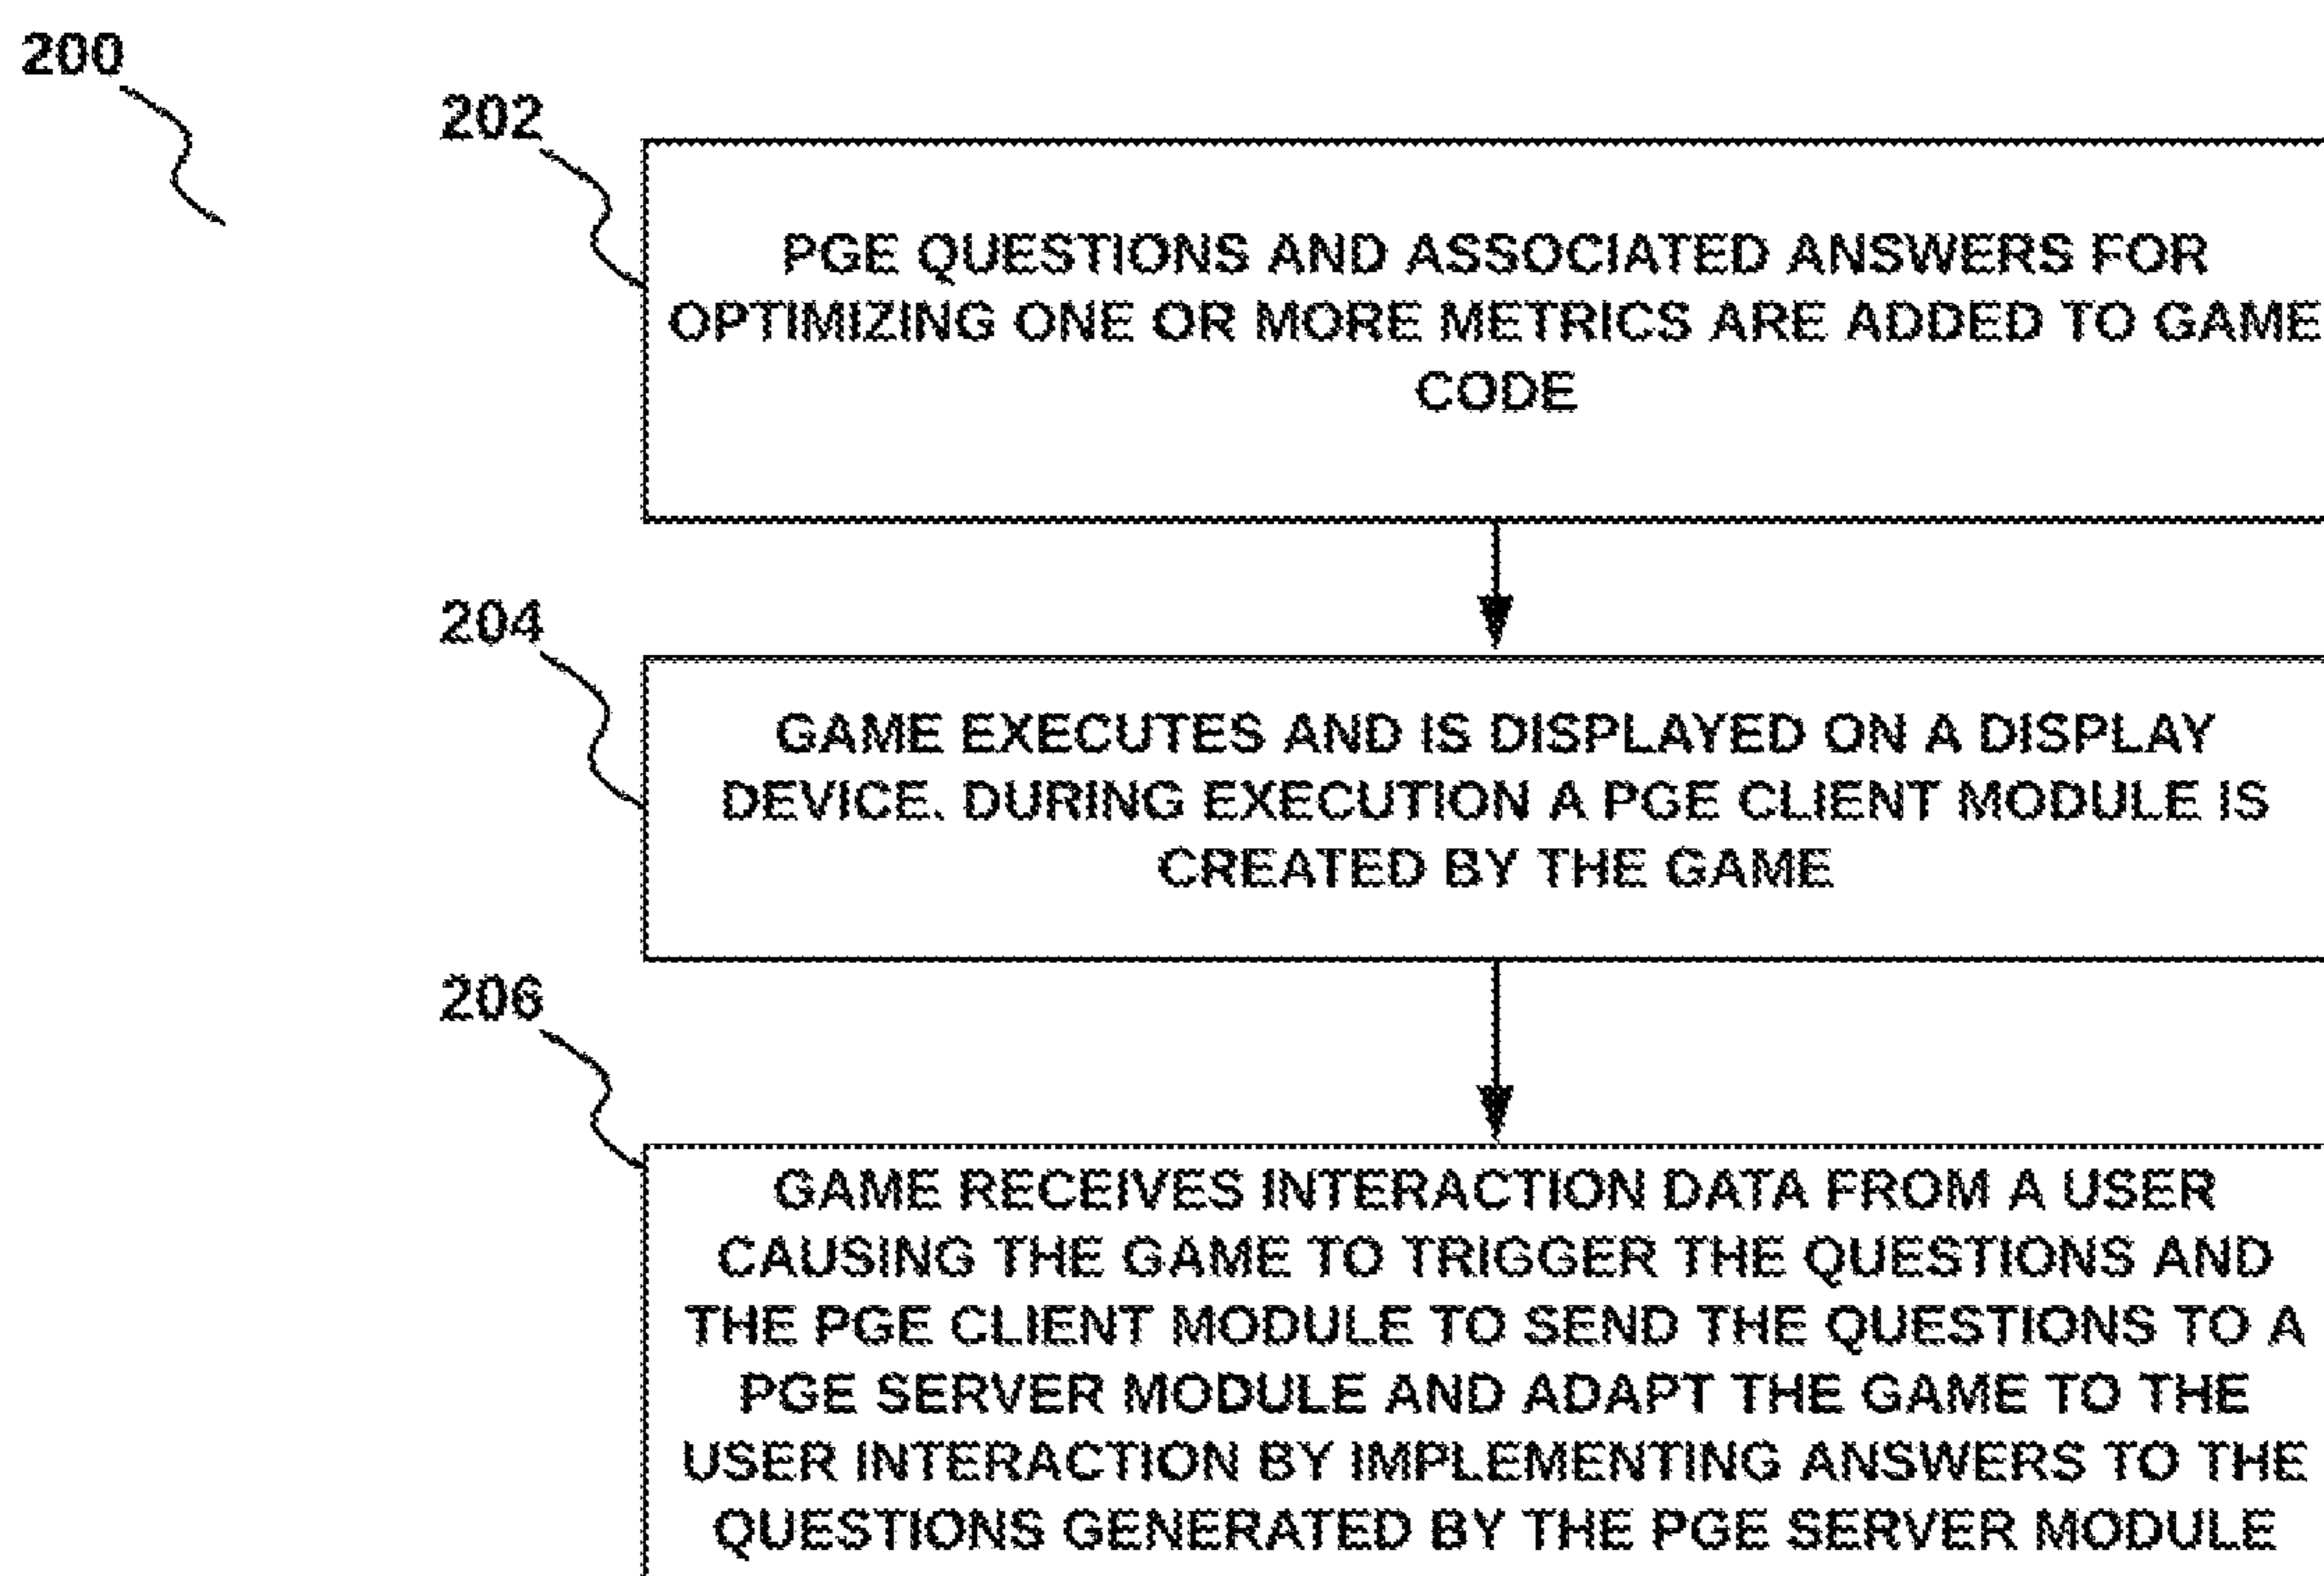 200
202
PGE QUESTIONS AND ASSOCIATED ANSWERS FOR
OPTIMIZING ONE OR MORE METRICS ARE ADDED TO GAME
CODE
204
GAME EXECUTES AND IS DISPLAYED ON A DISPLAY
DEVICE. DURING EXECUTION A PGE CLIENT MODULE IS
CREATED BY THE GAME
206
GAME RECEIVES INTERACTION DATA FROM A USER
CAUSING THE GAME TO TRIGGER THE QUESTIONS AND
THE PGE CLIENT MODULE TO SEND THE QUESTIONS TO A
PGE SERVER MODULE AND ADAPT THE GAME TO THE
USER INTERACTION BY IMPLEMENTING ANSWERS TO THE
QUESTIONS GENERATED BY THE PGE SERVER MODULE